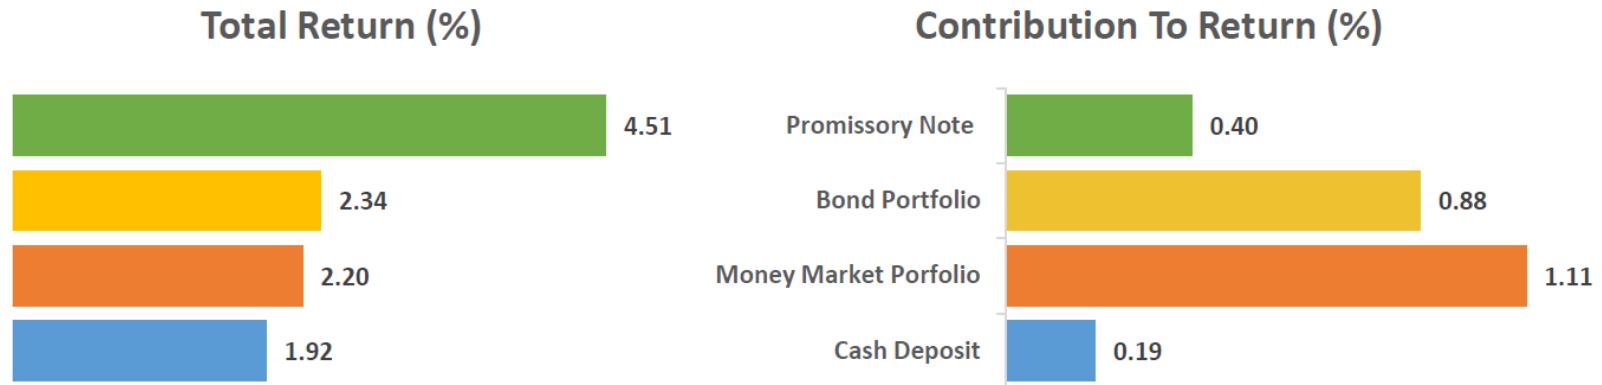 Total Return (%)
4.51
2.34
2.20
1.92
Contribution To Return (%)
Promissory Note 0.40
Bond Portfolio 0.88
Money Market Porfolio 1.11
Cash Deposit 0.19